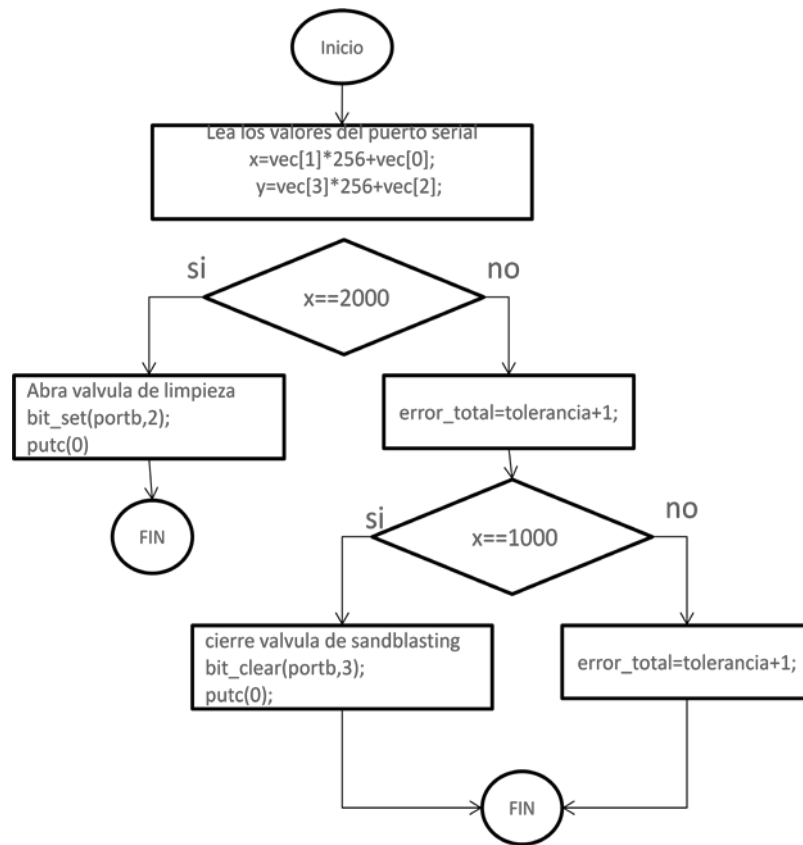 Inicio
Lea los valores del puerto serial
x=vec[1]*256+vec[0];
y=vec[3]*256+vec[2];
si
no
x==2000
Abra valvula de limpieza
bit_set(portb,2);
putc(0)
error_total=tolerancia+1;
FIN
si
no
x==1000
cierre valvula de sandblasting
bit_clear(portb,3);
putc(0);
error_total=tolerancia+1;
FIN